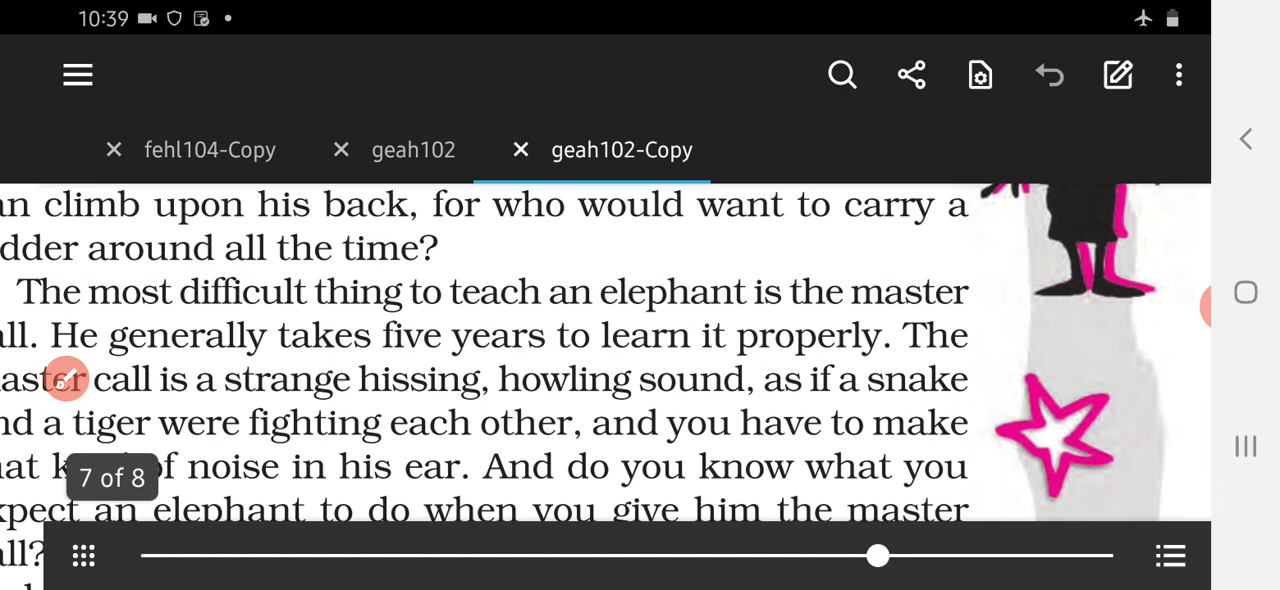 10:39
fehl104-Copy
geah102
geah102-Copy
an climb upon his back, for who would want to carry a
dder around all the time?
The most difficult thing to teach an elephant is the master
all. He generally takes five years to learn it properly. The
aster call is a strange hissing, howling sound, as if a snake
nd a tiger were fighting each other, and you have to make
at k of noise in his ear. And do you know what you
xpect an elephant to do when you give him the master
all?
7 of 8